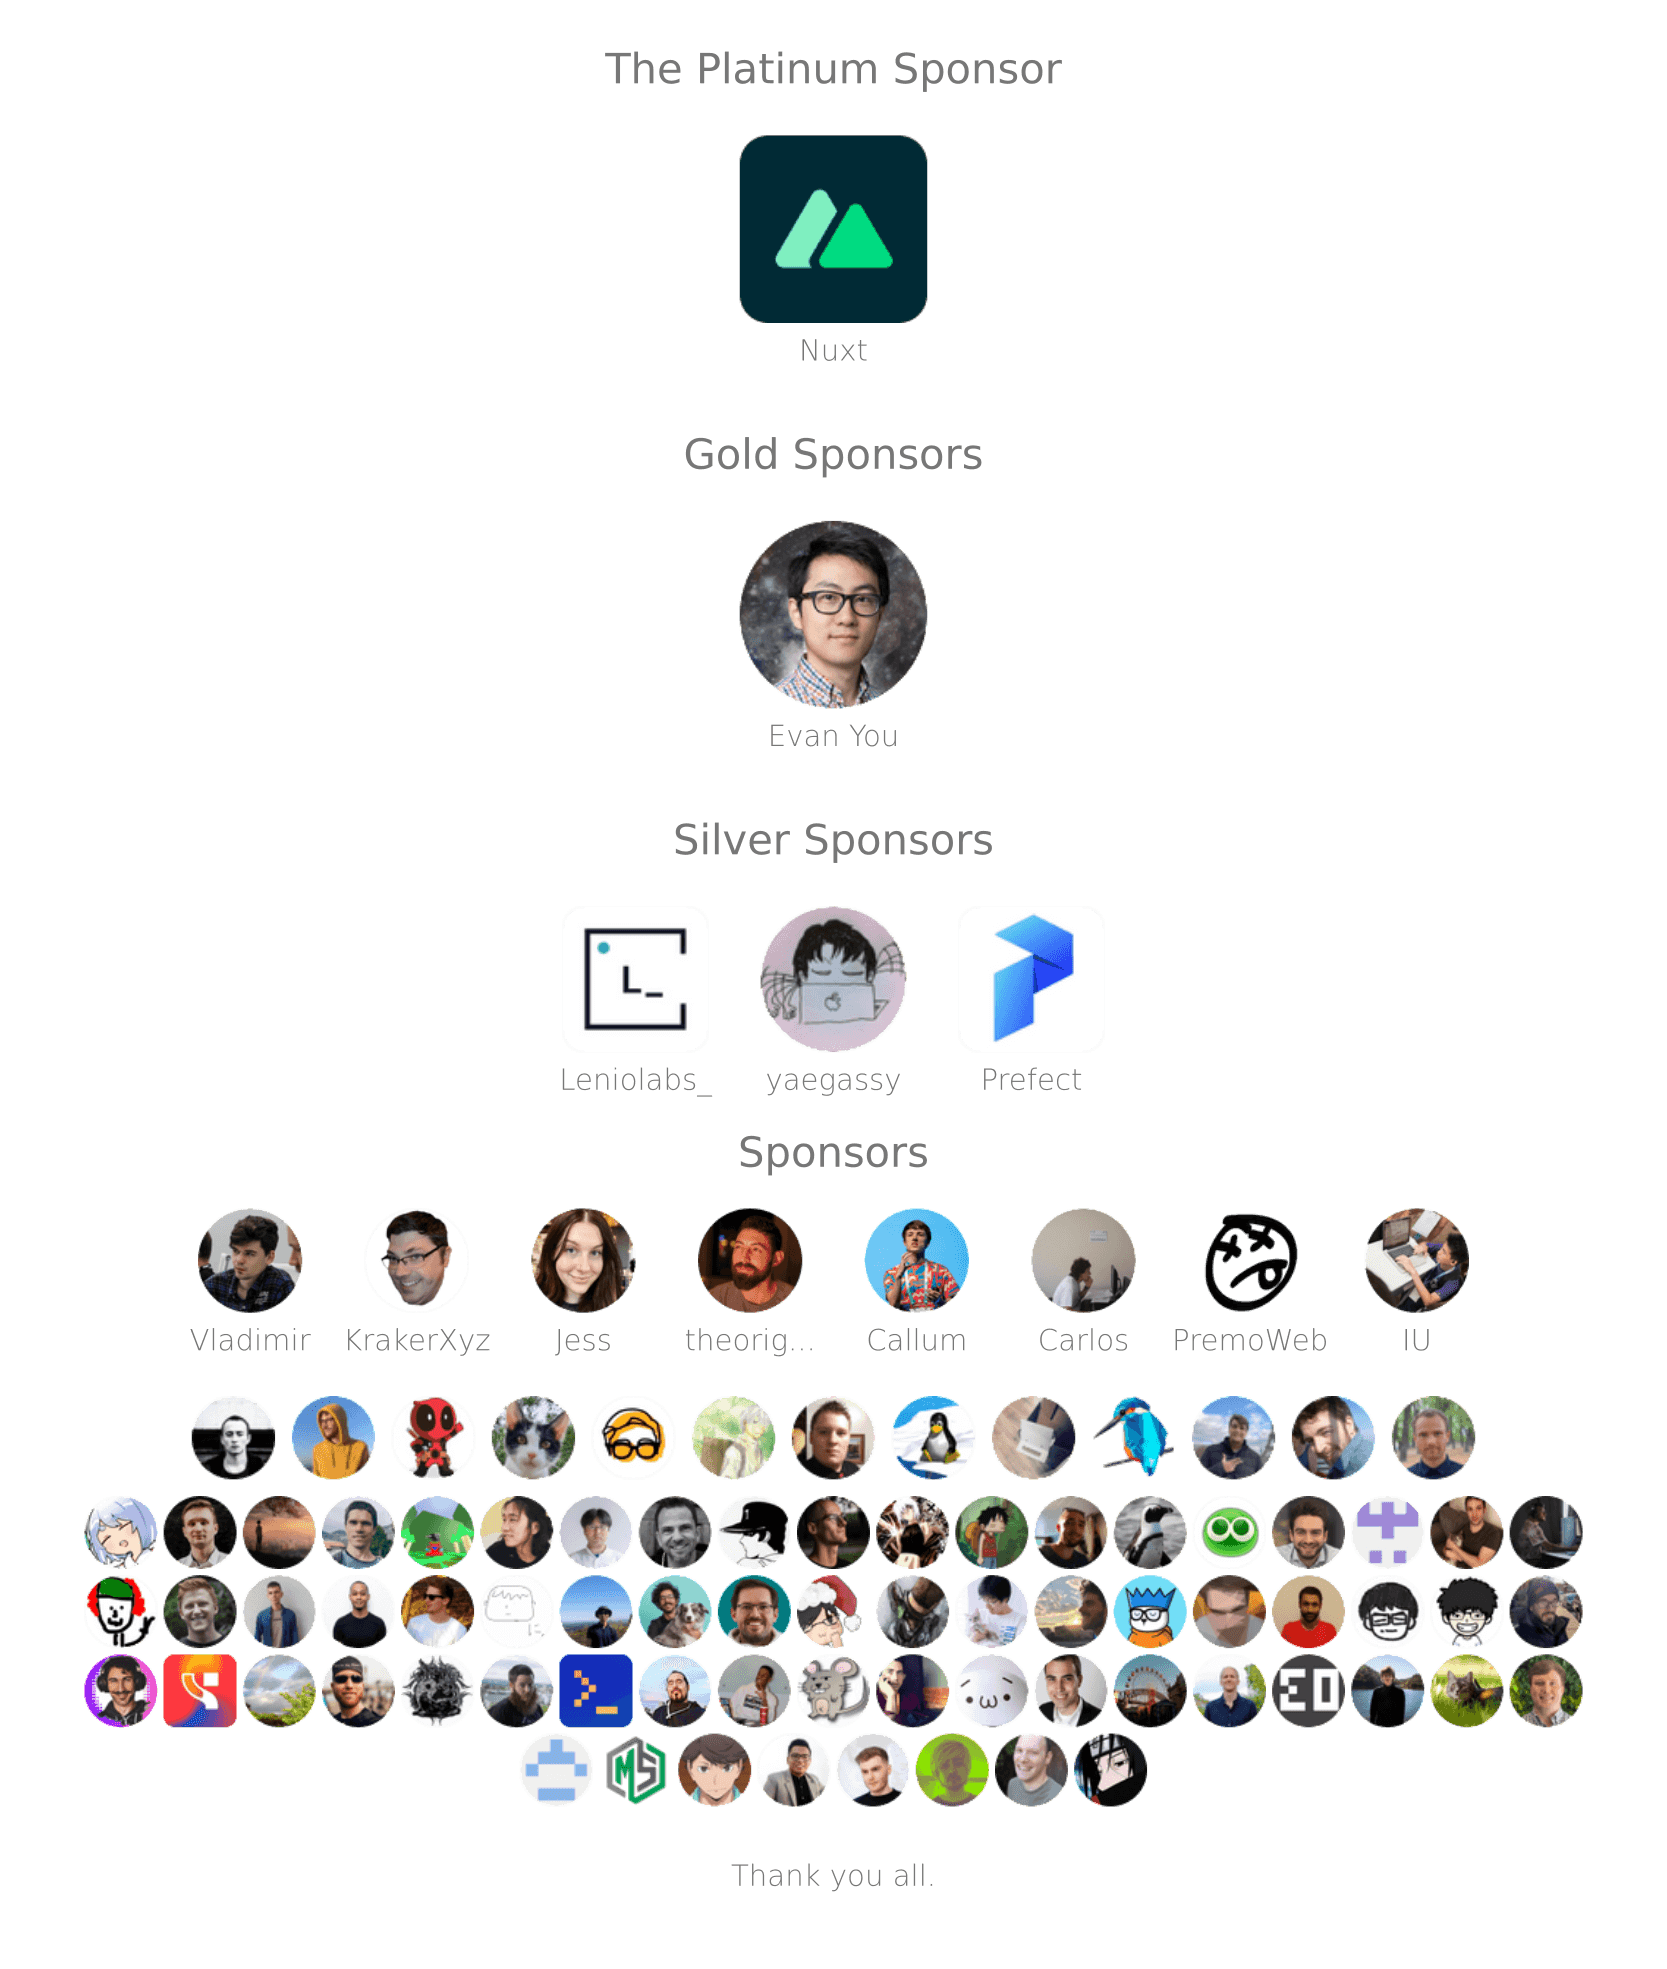 The Platinum Sponsor
Nuxt
Gold Sponsors
Evan You
Silver Sponsors
L_
Leniolabs_ yaegassy Prefect
Sponsors
Vladimir KrakerXyz Jess theorig... Callum Carlos PremoWeb IU
MS
Thank you all.